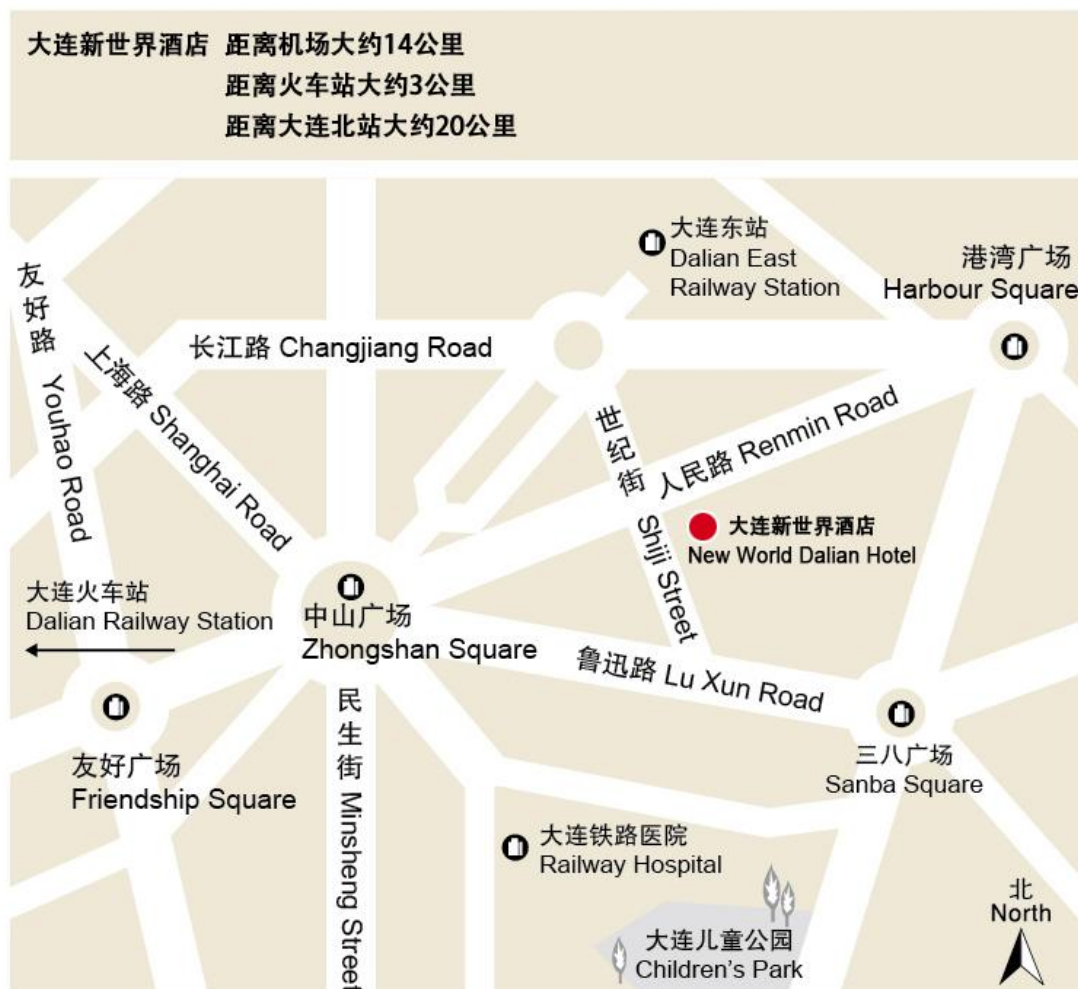 大连新世界酒店 距离机场大约14公里
距离火车站大约3公里
距离大连北站大约20公里
大连东站
Dalian East
Railway Station
港湾广场
Harbour Square
友好路 Youhao Road
上海路 Shanghai Road
长江路 Changjiang Road
世纪街 Shiji Street
人民路 Renmin Road
大连新世界酒店
New World Dalian Hotel
大连火车站
Dalian Railway Station
中山广场
Zhongshan Square
鲁迅路 Lu Xun Road
民生街 Minsheng Street
友好广场
Friendship Square
三八广场
Sanba Square
大连铁路医院
Railway Hospital
大连儿童公园
Children's Park
北
North